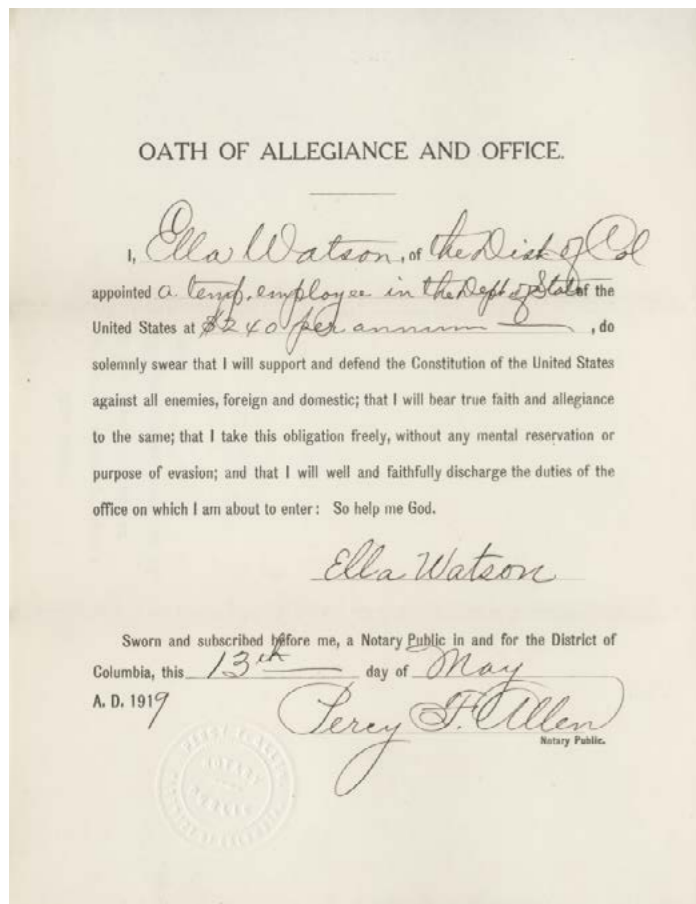 OATH OF ALLEGIANCE AND OFFICE.
I, Ella Watson, of the Dist of Col
appointed a temp. employee in the Dept of State of the
United States at $240 per annum , do
solemnly swear that I will support and defend the Constitution of the United States
against all enemies, foreign and domestic; that I will bear true faith and allegiance
to the same; that I take this obligation freely, without any mental reservation or
purpose of evasion; and that I will well and faithfully discharge the duties of the
office on which I am about to enter: So help me God.
Ella Watson
Sworn and subscribed before me, a Notary Public in and for the District of
Columbia, this 13th day of May
A. D. 1919
Percy F. Allen
Notary Public.
NOTARY
PUBLIC